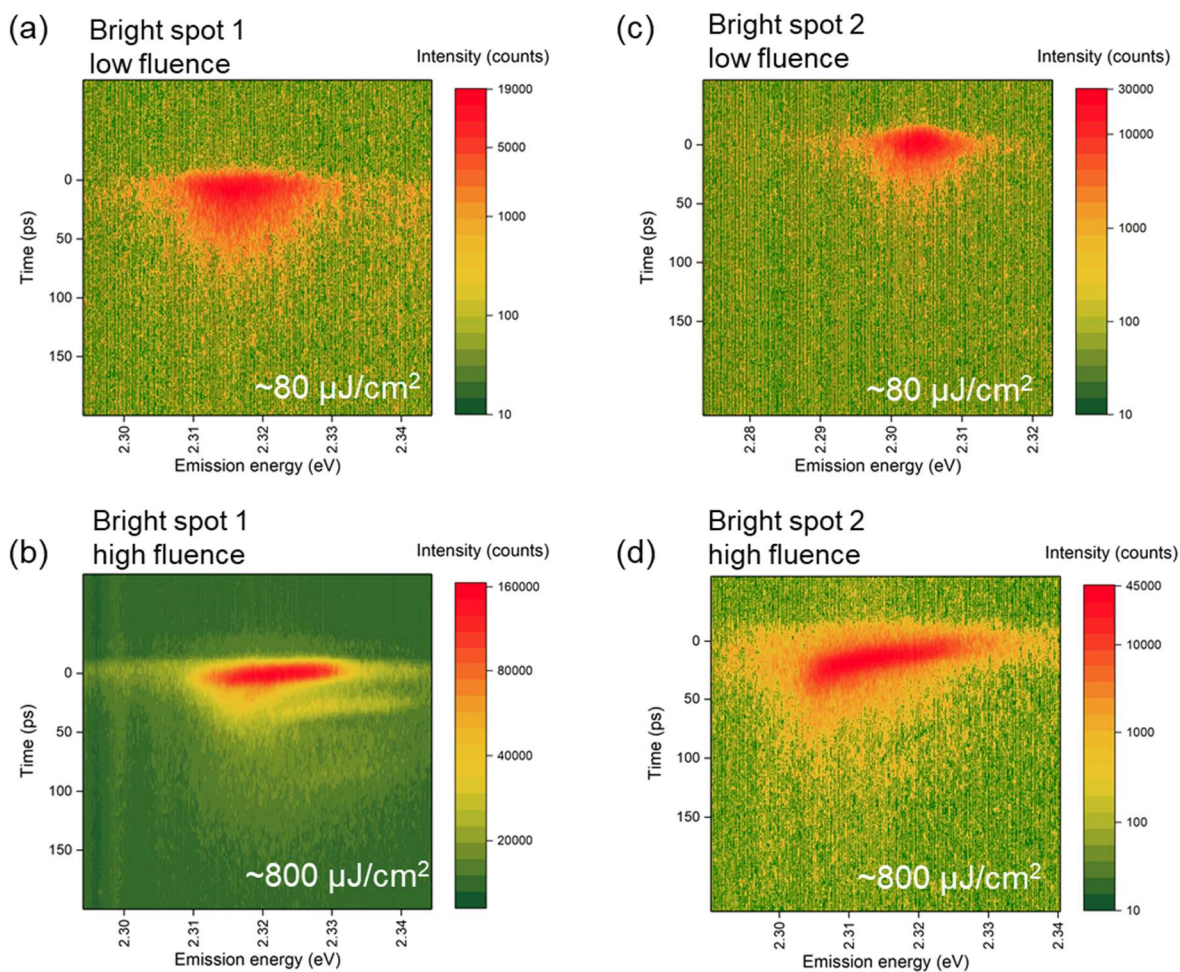 (a)
Bright spot 1
low fluence
Intensity (counts)
19000
5000
1000
100
10
0
50
100
150
Time (ps)
~80 µJ/cm²
2.30
2.31
2.32
2.33
2.34
Emission energy (eV)
(c)
Bright spot 2
low fluence
Intensity (counts)
30000
10000
1000
100
10
0
50
100
150
Time (ps)
~80 µJ/cm²
2.28
2.29
2.30
2.31
2.32
Emission energy (eV)
(b)
Bright spot 1
high fluence
Intensity (counts)
160000
80000
40000
20000
0
50
100
150
Time (ps)
~800 µJ/cm²
2.30
2.31
2.32
2.33
2.34
Emission energy (eV)
(d)
Bright spot 2
high fluence
Intensity (counts)
45000
10000
1000
100
10
0
50
100
150
Time (ps)
~800 µJ/cm²
2.30
2.31
2.32
2.33
2.34
Emission energy (eV)